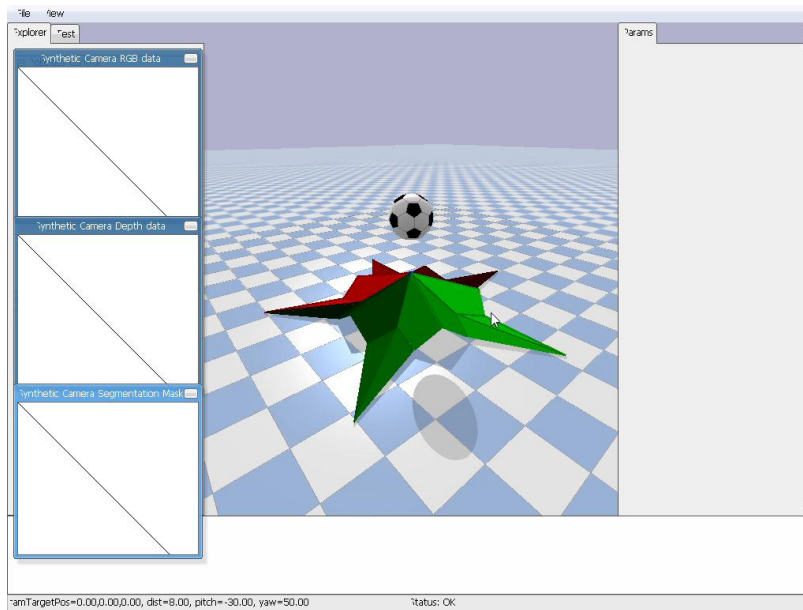 File View
Explorer Test
Params
Synthetic Camera RGB data
Synthetic Camera Depth data
Synthetic Camera Segmentation Mask
camTargetPos=0.00,0.00,0.00, dist=8.00, pitch=-30.00, yaw=50.00 Status: OK